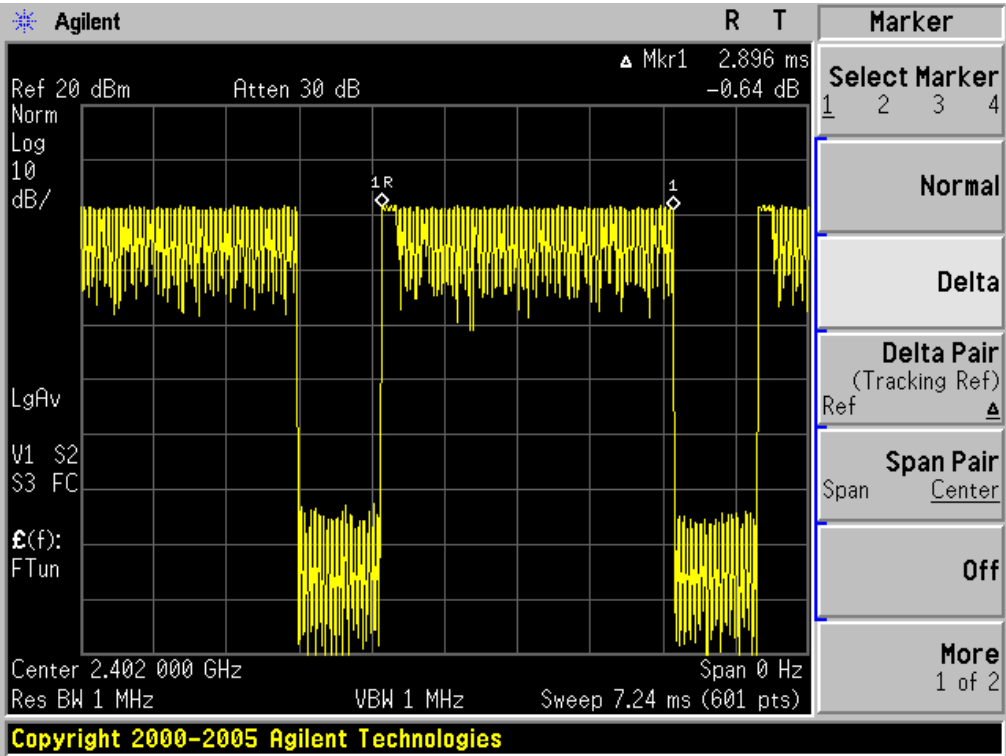 Agilent R T
Marker
Δ Mkr1 2.896 ms
Ref 20 dBm Atten 30 dB −0.64 dB
Norm
Log
10
dB/
1R
1
LgAv
V1 S2
S3 FC
£(f):
FTun
Center 2.402 000 GHz Span 0 Hz
Res BW 1 MHz VBW 1 MHz Sweep 7.24 ms (601 pts)
Copyright 2000-2005 Agilent Technologies
Select Marker
1 2 3 4
Normal
Delta
Delta Pair
(Tracking Ref)
Ref Δ
Span Pair
Span Center
Off
More
1 of 2